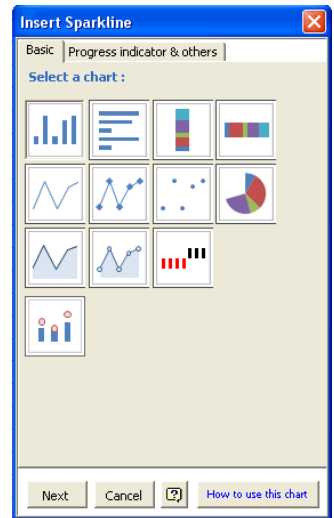 Insert Sparkline
Basic Progress indicator & others
Select a chart :
Next Cancel ? How to use this chart